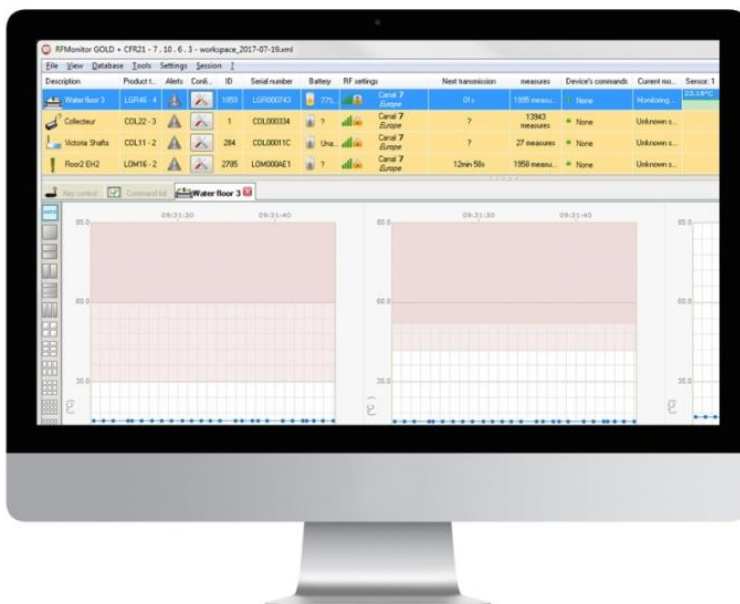 RFMonitor GOLD + CFR21 - 7 . 10 . 6 . 3 - workspace_2017-07-19.xml
File View Database Tools Settings Session ?
Description Product t... Alerts Confi... ID Serial number Battery RF settings Next transmission measures Device's commands Current mo... Sensor: 1
Water floor 3 LGR46 - 4 1959 LGR000743 77%... Canal 7 Europe 01s 1995 measu... None Monitoring ... 23.19°C
Collecteur COL22 - 3 1 COL000334 ? Canal 7 Europe ? 13943 measures None Unknown s...
Victoria Shafts COL11 - 2 284 COL00011C Una... Canal 7 Europe ? 27 measures None Unknown s...
Floor2 EH2 LOM16 - 2 2785 LOM000AE1 ? Canal 7 Europe 12min 58s 1958 measu... None Unknown s...
Key control Command list Water floor 3
AUTO
09:31:30 09:31:40 09:31:30 09:31:40
85.0 85.0 85.0
60.0 60.0 60.0
30.0 30.0 30.0
(°C) (°C) (°C)